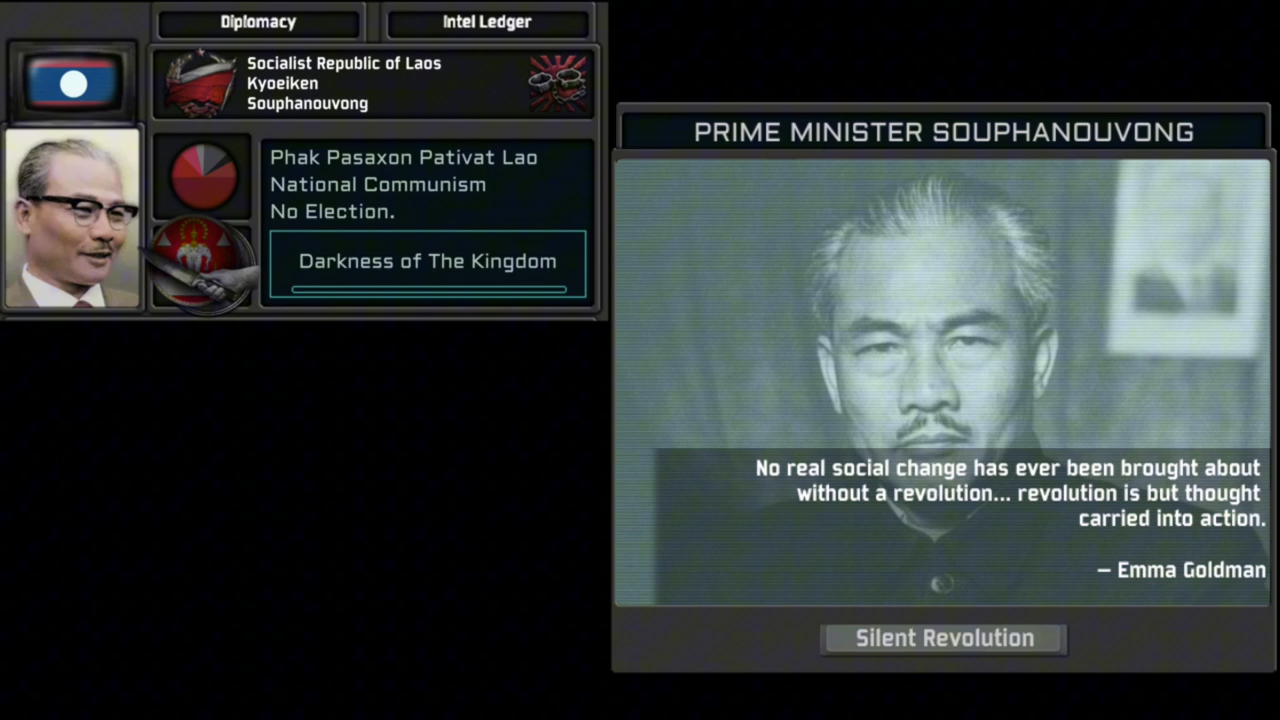 Diplomacy
Intel Ledger
Socialist Republic of Laos
Kyoeiken
Souphanouvong
Phak Pasaxon Pativat Lao
National Communism
No Election.
Darkness of The Kingdom
PRIME MINISTER SOUPHANOUVONG
No real social change has ever been brought about
without a revolution... revolution is but thought
carried into action.
– Emma Goldman
Silent Revolution